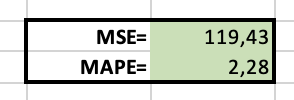 MSE= 119,43
MAPE= 2,28